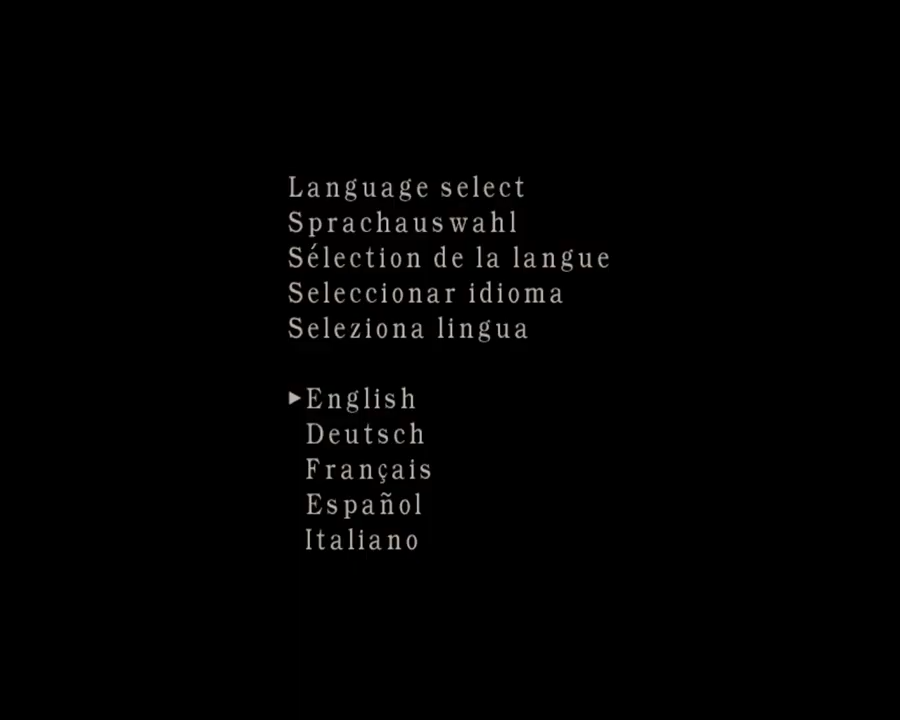 Language select
Sprachauswahl
Sélection de la langue
Seleccionar idioma
Seleziona lingua
►English
Deutsch
Français
Español
Italiano